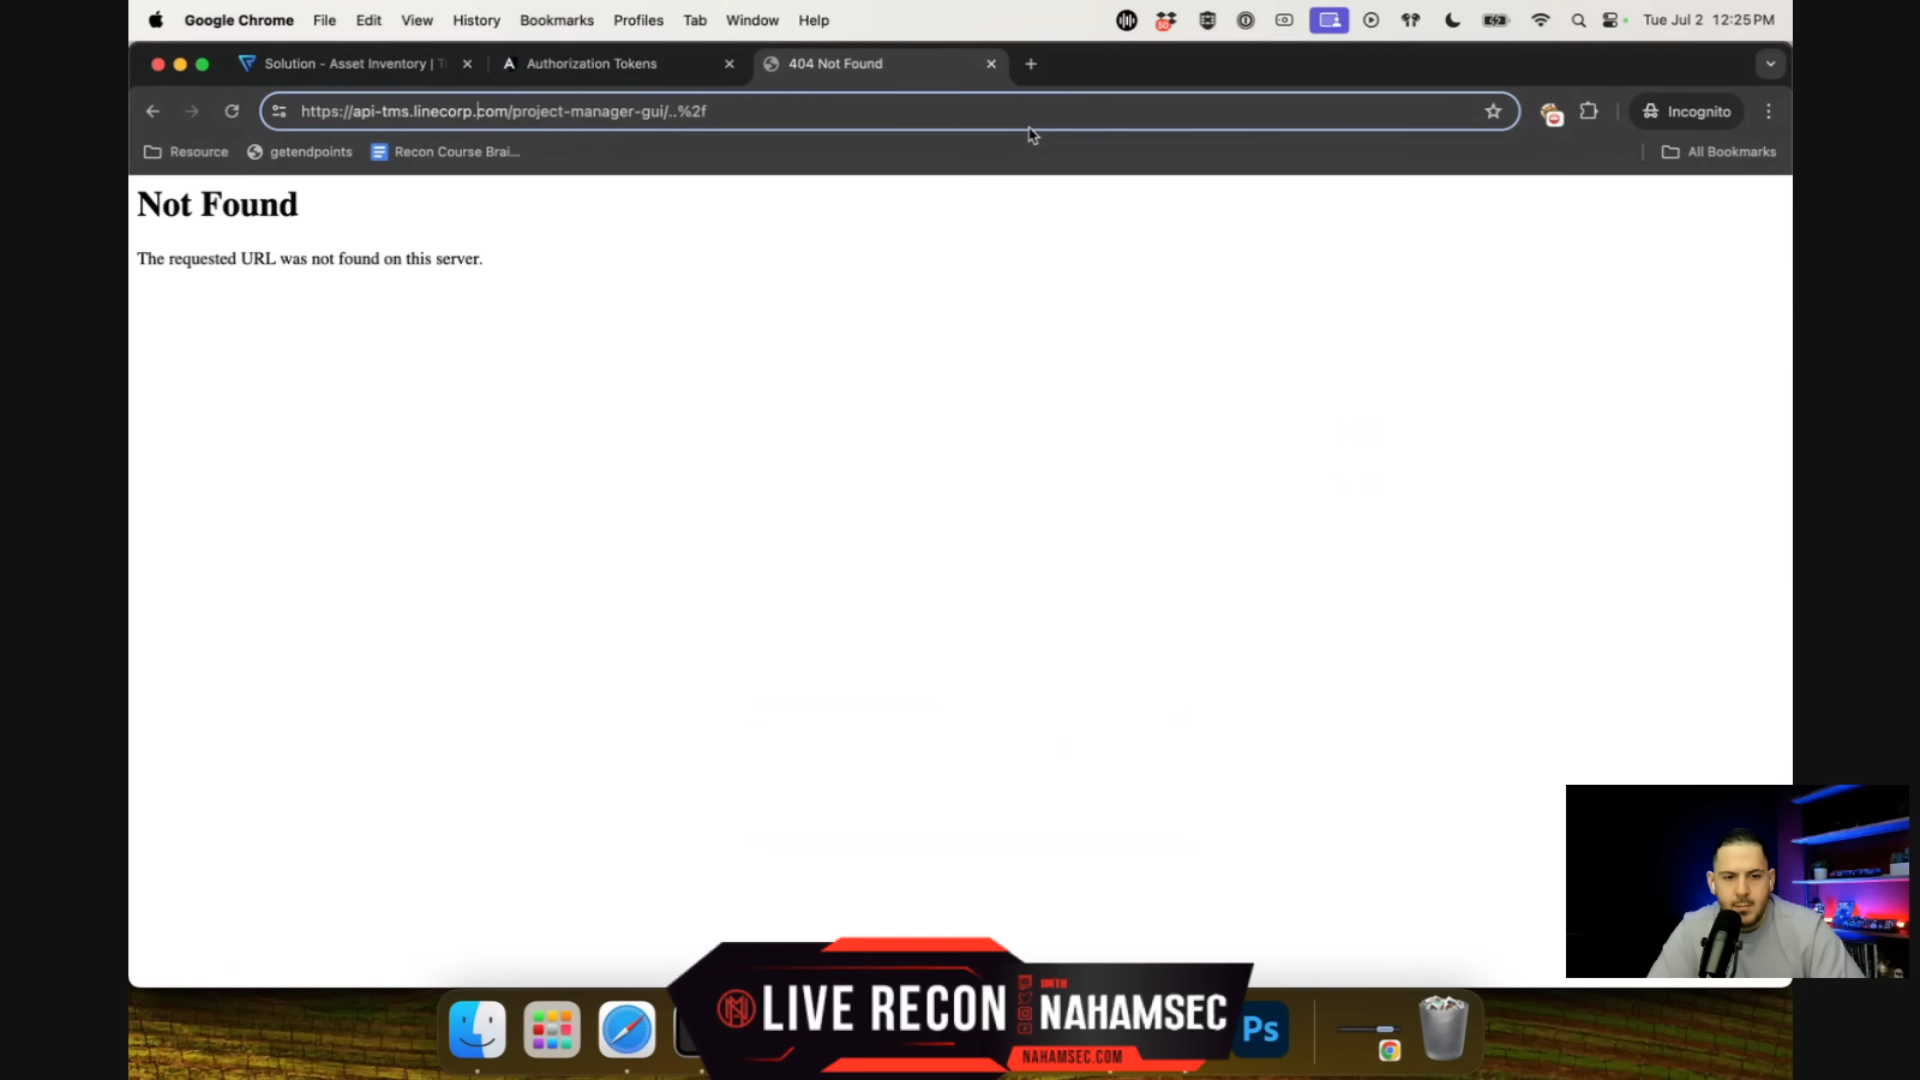 Google Chrome File Edit View History Bookmarks Profiles Tab Window Help Tue Jul 2 12:25 PM
Solution - Asset Inventory | Authorization Tokens 404 Not Found
https://api-tms.linecorp.com/project-manager-gui/..%2f Incognito
Resource getendpoints Recon Course Brai... All Bookmarks
Not Found
The requested URL was not found on this server.
LIVE RECON WITH NAHAMSEC
NAHAMSEC.COM
Ps